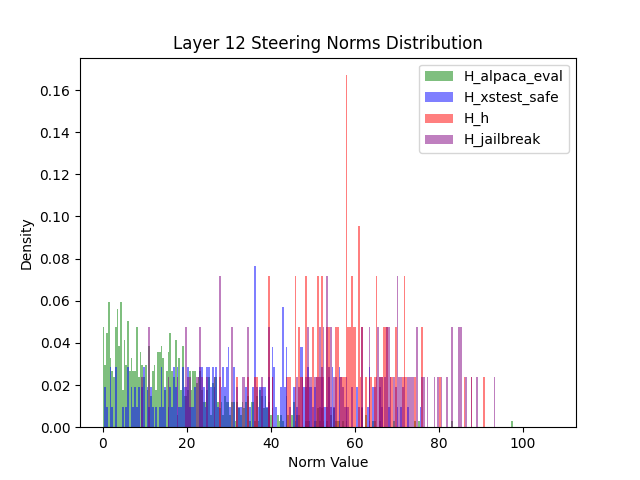 Layer 12 Steering Norms Distribution
H_alpaca_eval
H_xstest_safe
H_h
H_jailbreak
Density
0.16
0.14
0.12
0.10
0.08
0.06
0.04
0.02
0.00
0 20 40 60 80 100
Norm Value